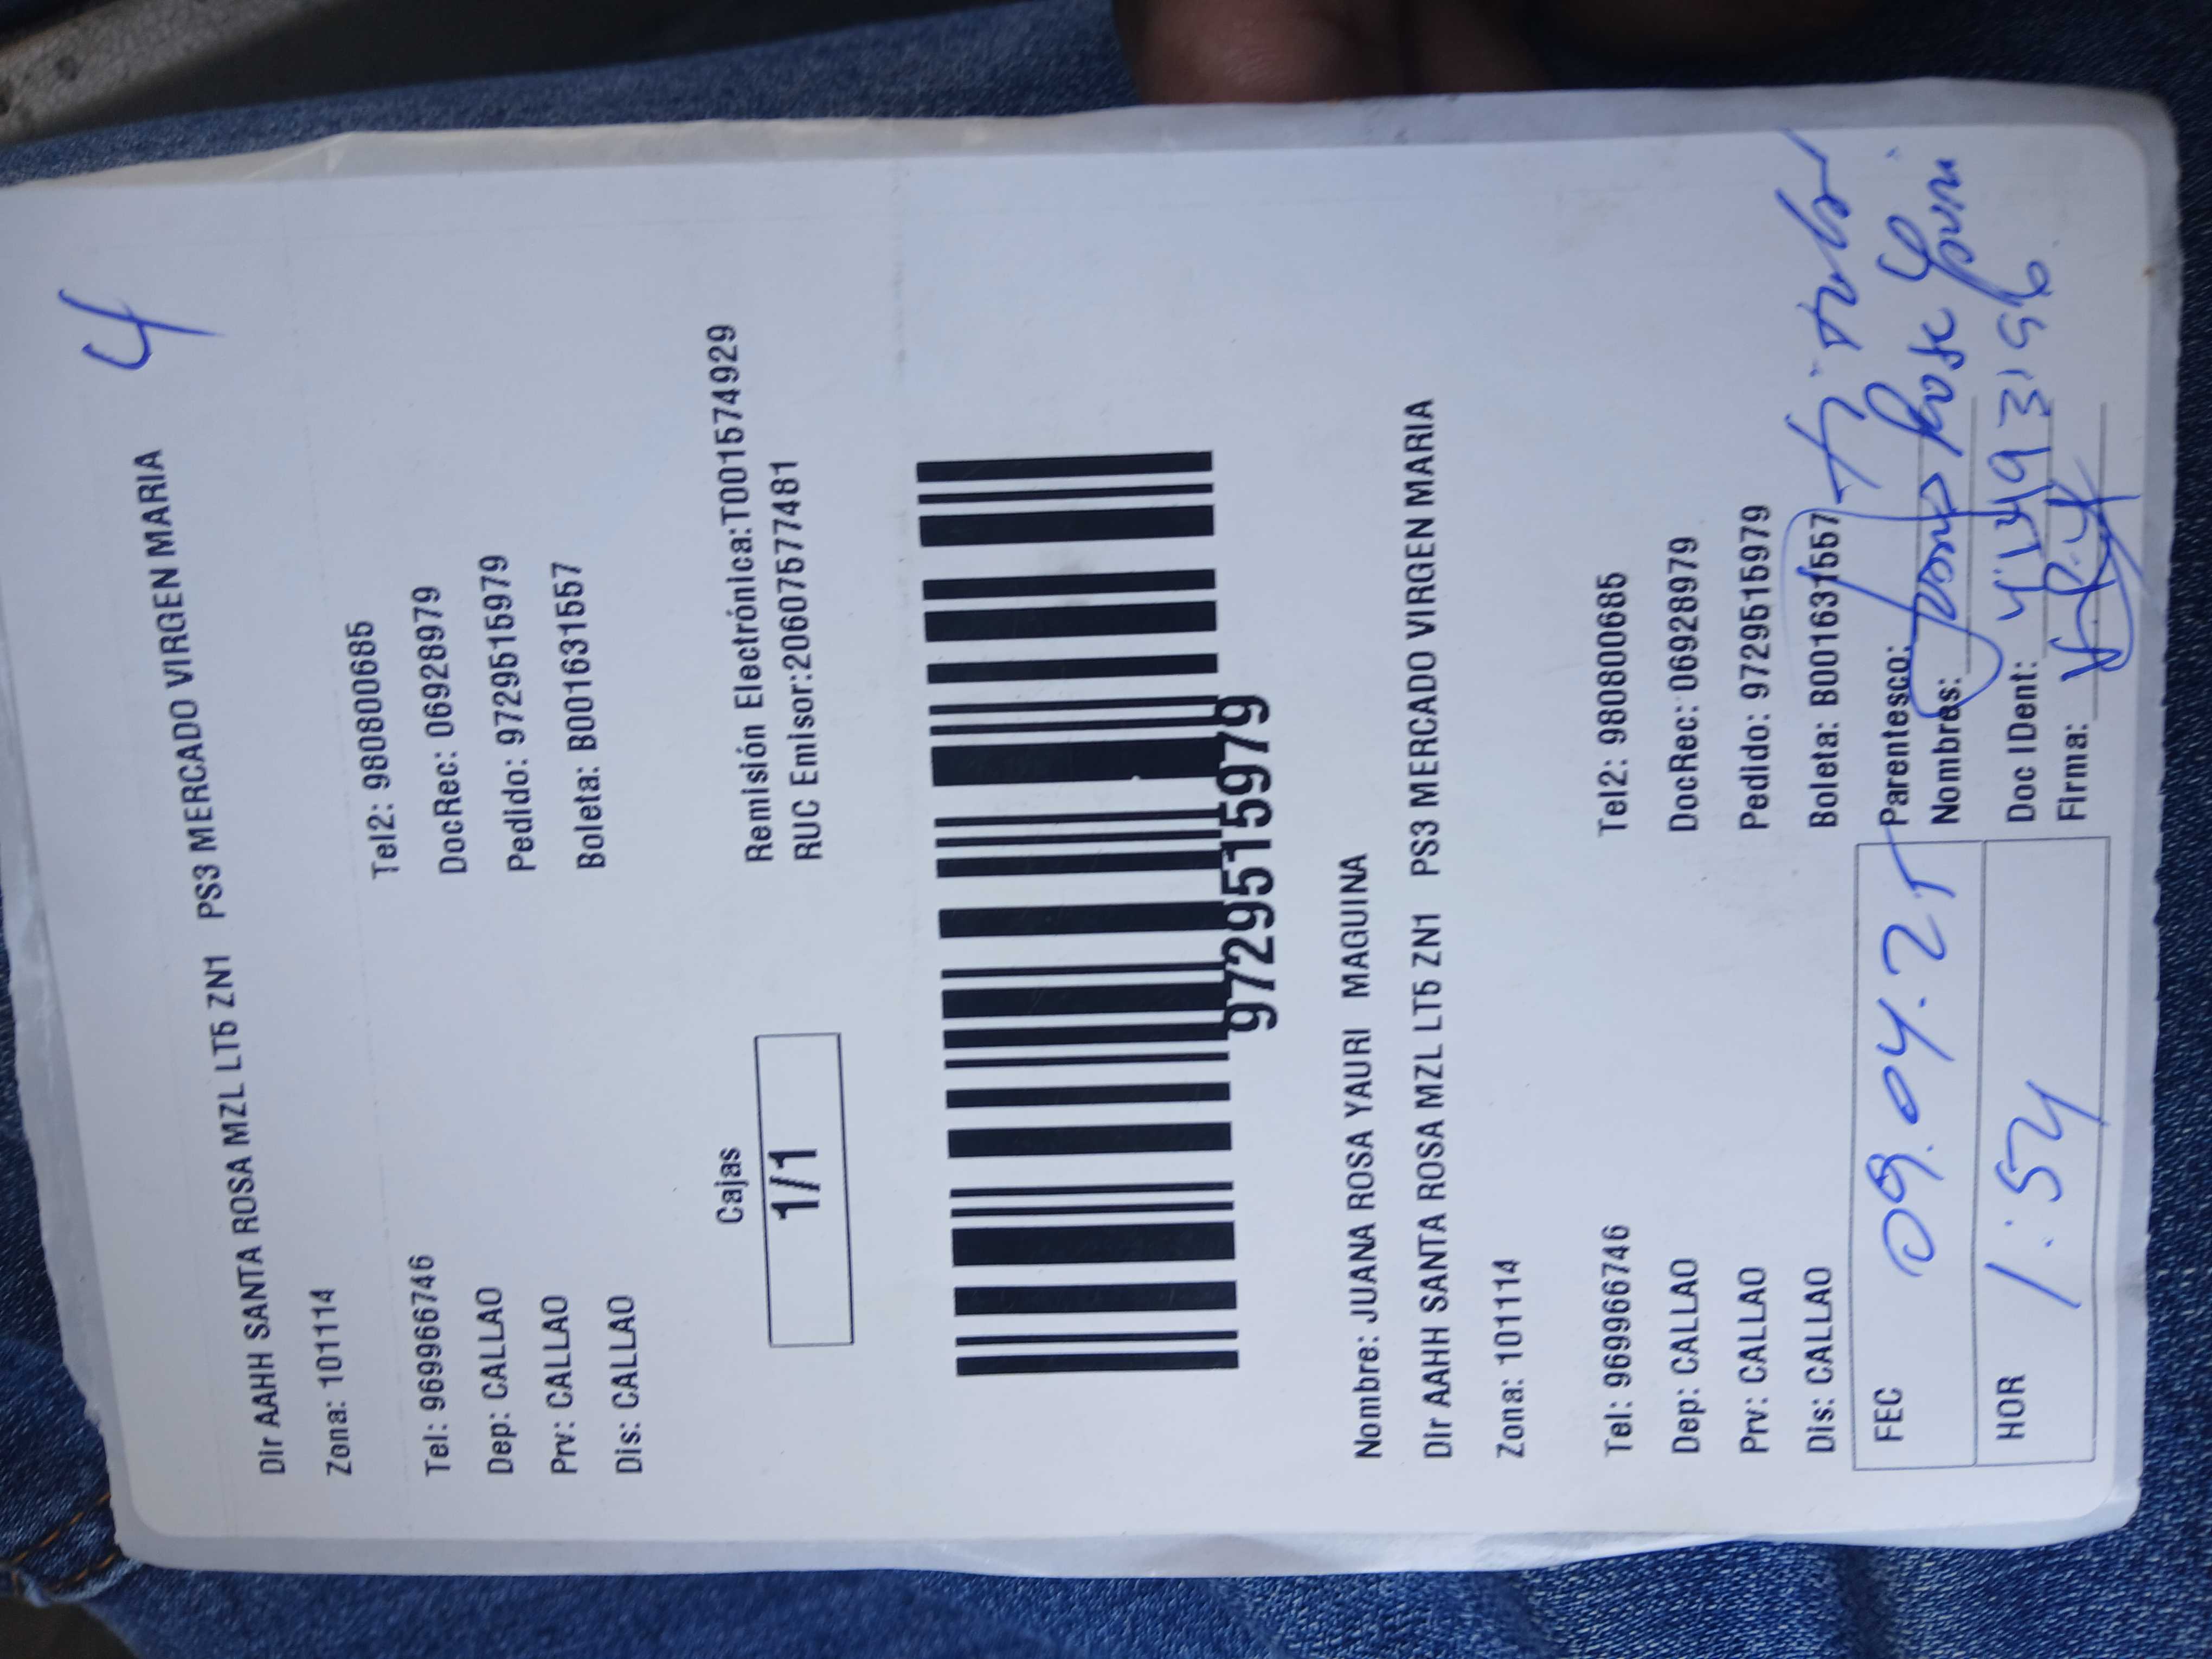 4
Dir AAHH SANTA ROSA MZL LT5 ZN1 PS3 MERCADO VIRGEN MARIA
Zona: 101114
Tel: 969966746 Tel2: 980800685
Dep: CALLAO DocRec: 06928979
Prv: CALLAO Pedido: 9729515979
Dis: CALLAO Boleta: B001631557
Cajas Remisión Electrónica:T001574929
1/1 RUC Emisor:20607577481
9729515979
Nombre: JUANA ROSA YAURI MAGUINA
Dir AAHH SANTA ROSA MZL LT5 ZN1 PS3 MERCADO VIRGEN MARIA
Zona: 101114
Tel: 969966746 Tel2: 980800685
Dep: CALLAO DocRec: 06928979
Prv: CALLAO Pedido: 9729515979
Dis: CALLAO Boleta: B001631557
FEC 09.04.25 Parentesco:
Nombres:
HOR 1:54 Doc IDent:
Firma: